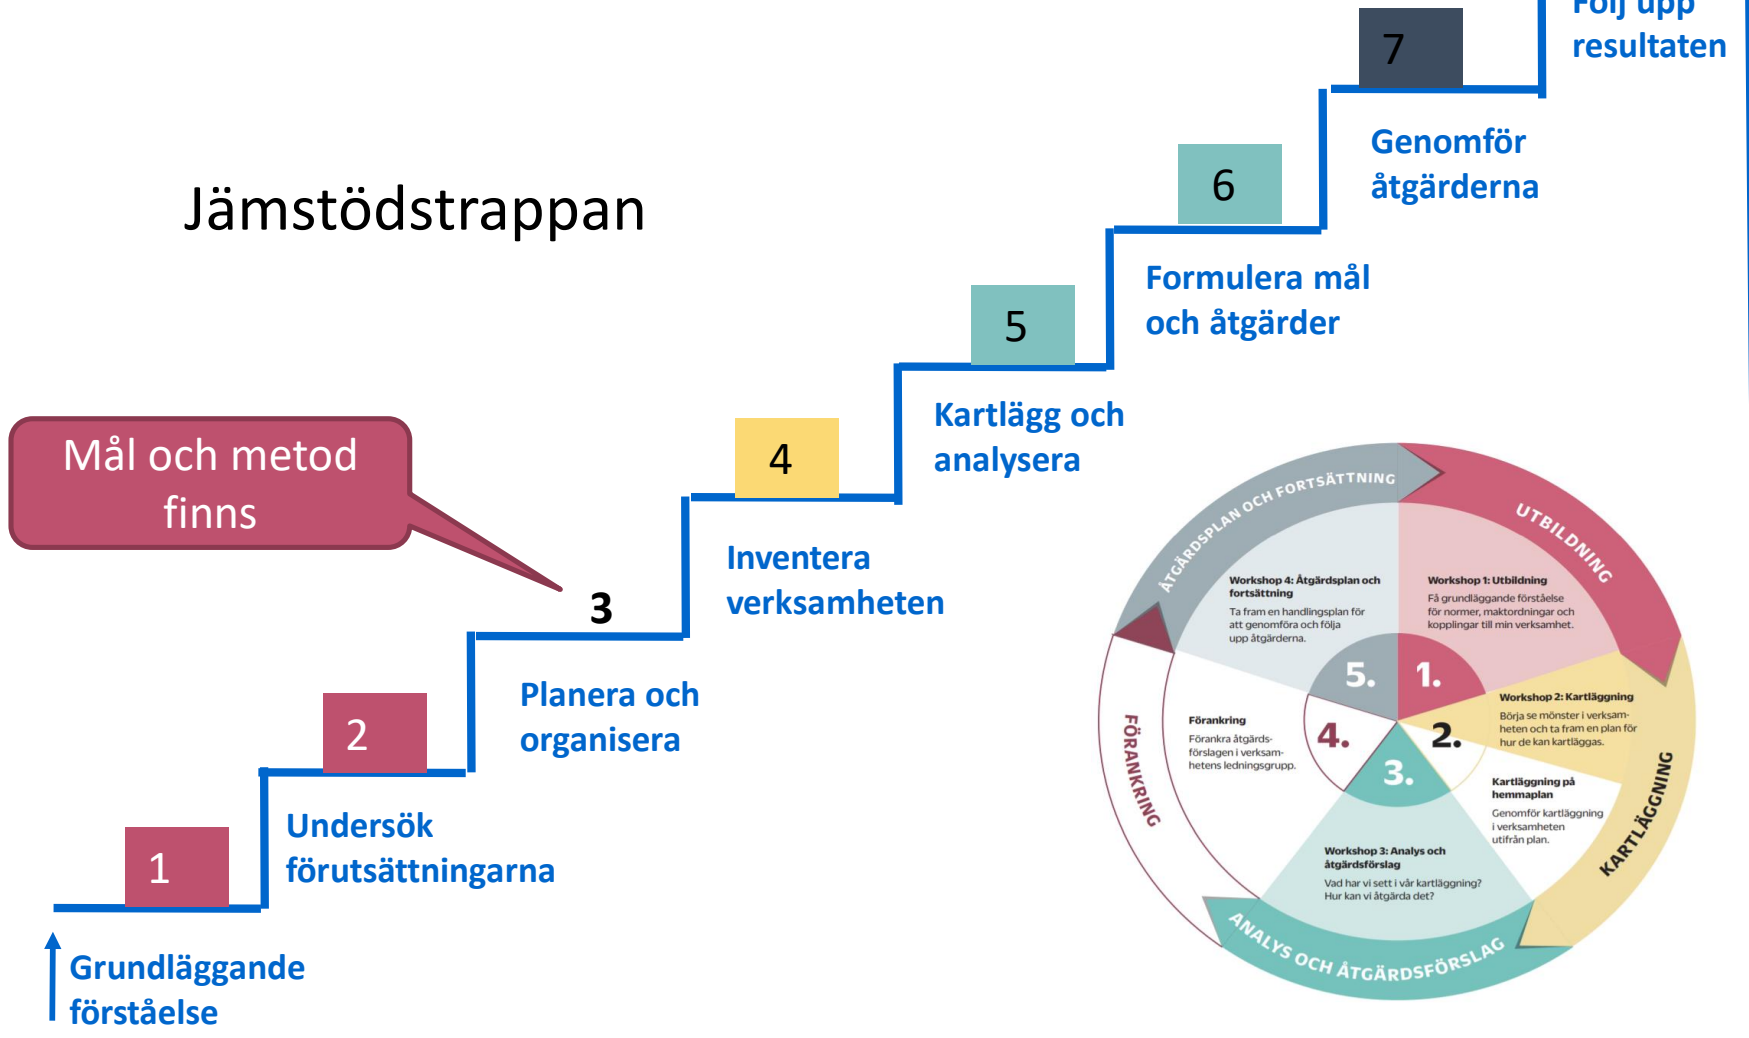 Följ upp
resultaten
7
Genomför
åtgärderna
6
Jämstödstrappan
Formulera mål
och åtgärder
5
Kartlägg och
analysera
4
Mål och metod
finns
Inventera
verksamheten
3
Planera och
organisera
2
Undersök
förutsättningarna
1
Grundläggande
förståelse
ÅTGÄRDSPLAN OCH FORTSÄTTNING
UTBILDNING
Workshop 4: Åtgärdsplan och
fortsättning
Ta fram en handlingsplan för
att genomföra och följa
upp åtgärderna.
Workshop 1: Utbildning
Få grundläggande förståelse
för normer, maktordningar och
kopplingar till min verksamhet.
5.
1.
Workshop 2: Kartläggning
Börja se mönster i verksam-
heten och ta fram en plan för
hur de kan kartläggas.
Förankring
Förankra åtgärds-
förslagen i verksam-
hetens ledningsgrupp.
4.
2.
3.
FÖRANKRING
Kartläggning på
hemmaplan
Genomför kartläggning
i verksamheten
utifrån plan.
KARTLÄGGNING
Workshop 3: Analys och
åtgärdsförslag
Vad har vi sett i vår kartläggning?
Hur kan vi åtgärda det?
ANALYS OCH ÅTGÄRDSFÖRSLAG